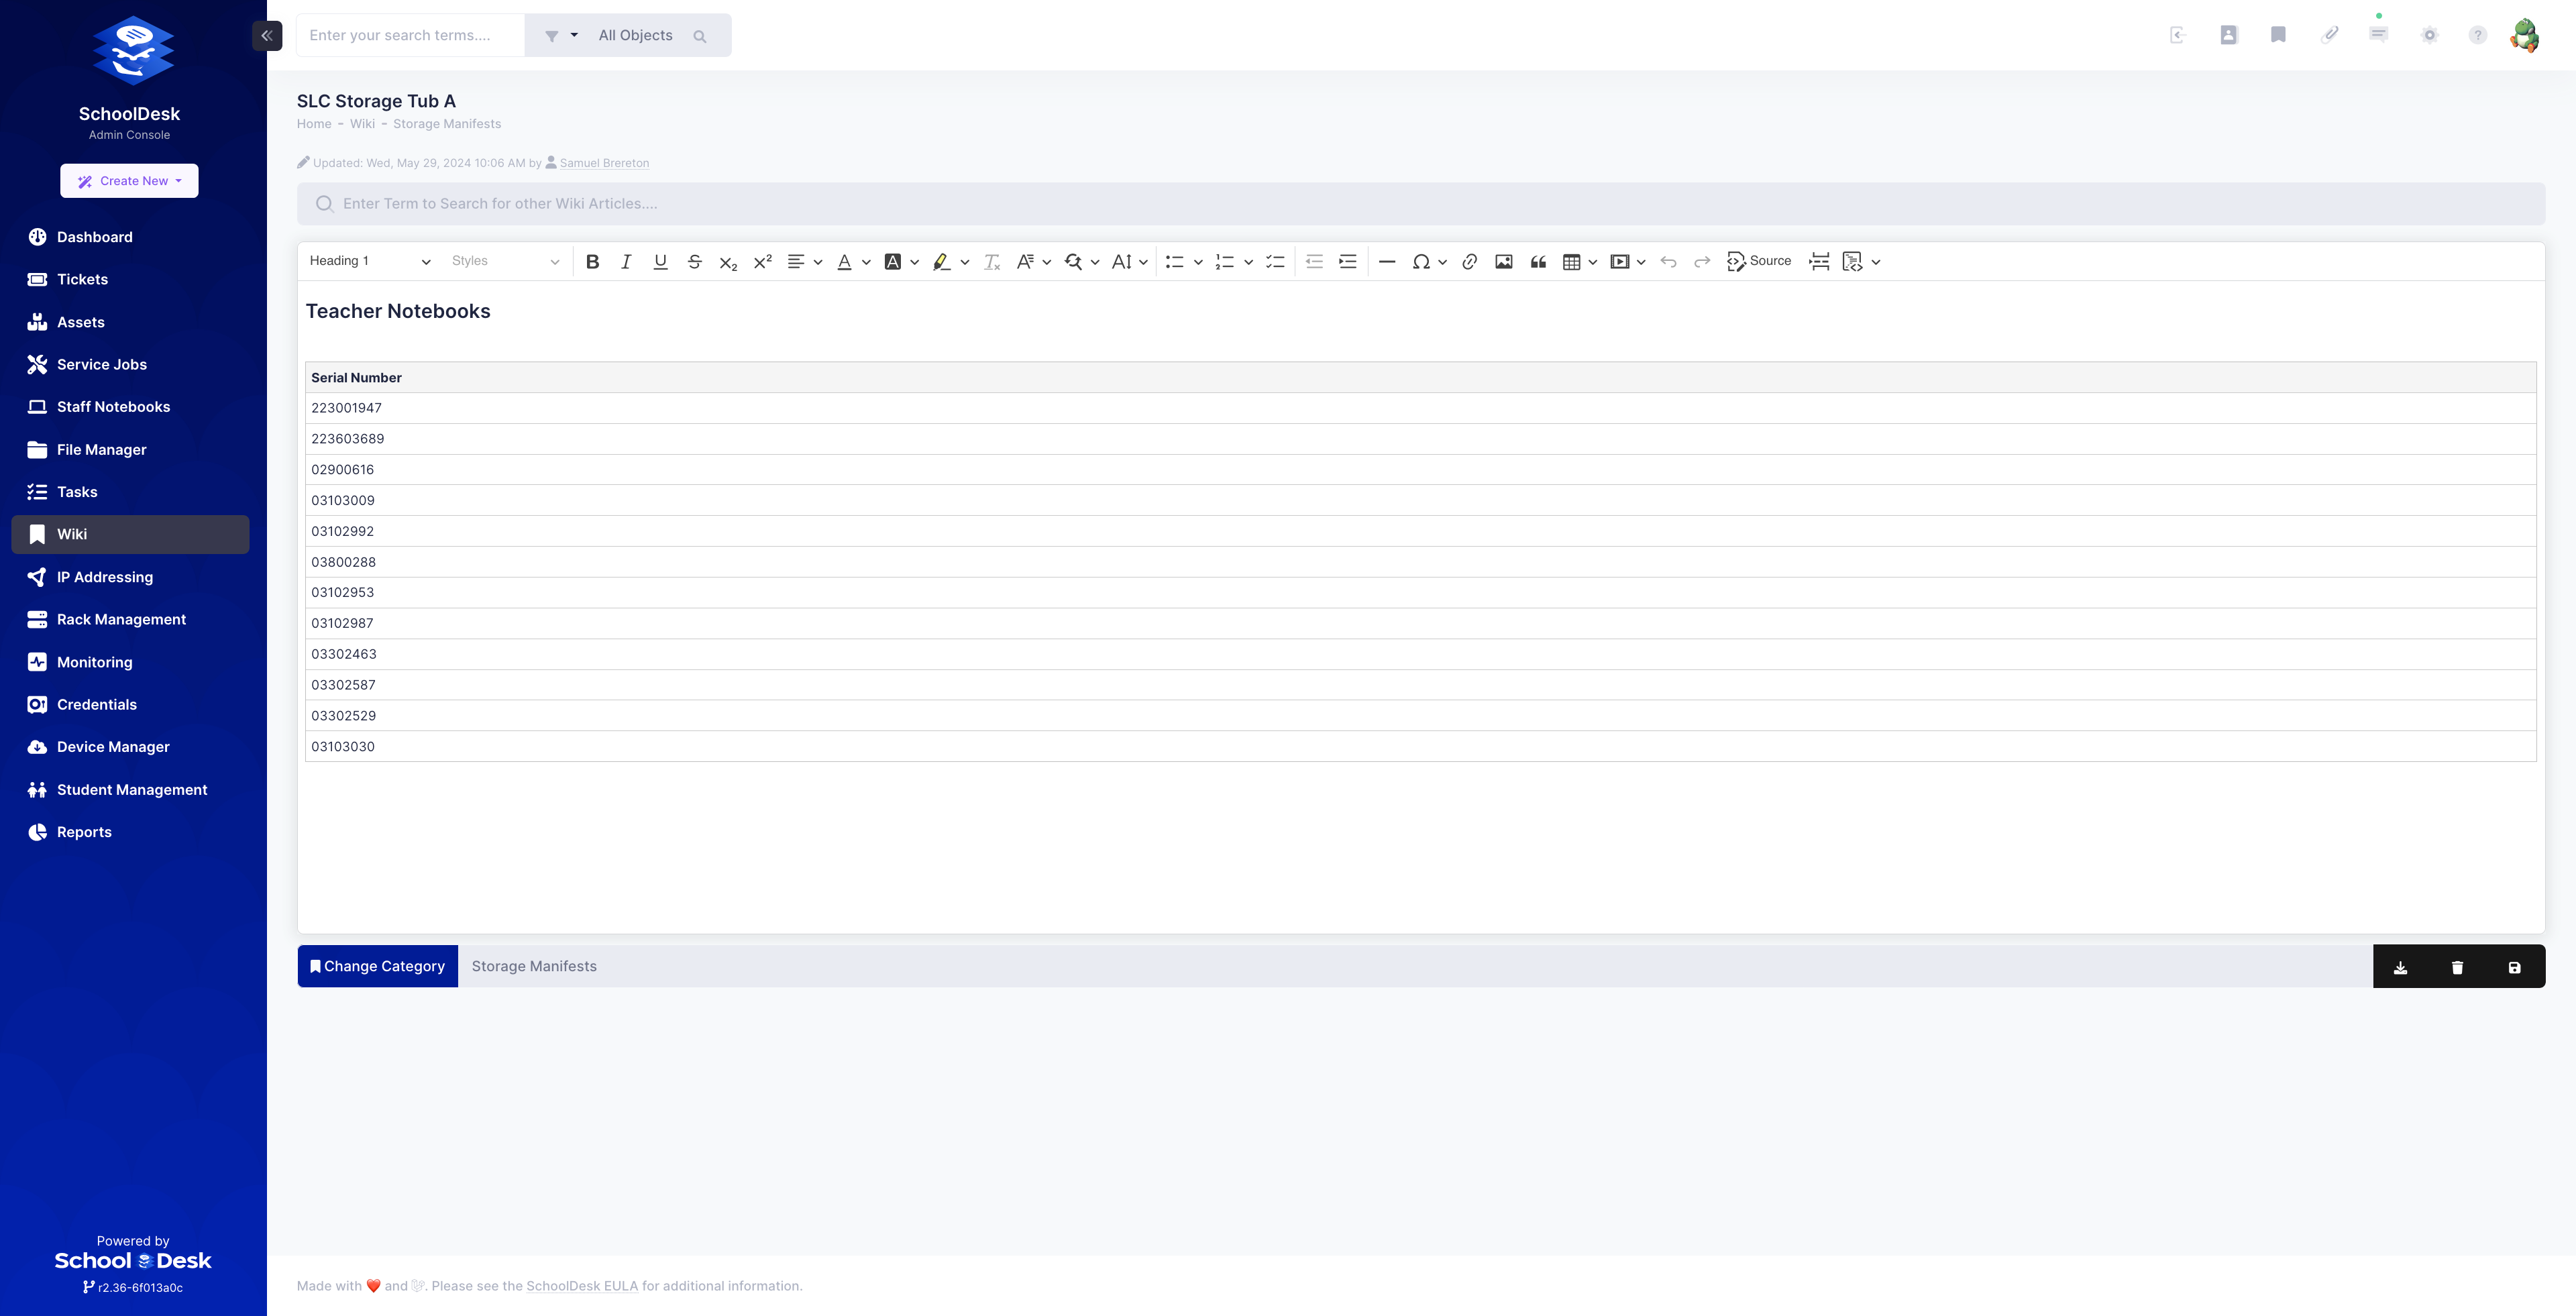 Enter your search terms....
All Objects
SchoolDesk
Admin Console
Create New
Dashboard
Tickets
Assets
Service Jobs
Staff Notebooks
File Manager
Tasks
Wiki
IP Addressing
Rack Management
Monitoring
Credentials
Device Manager
Student Management
Reports
Powered by
School Desk
r2.36-6f013a0c
SLC Storage Tub A
Home - Wiki - Storage Manifests
Updated: Wed, May 29, 2024 10:06 AM by Samuel Brereton
Enter Term to Search for other Wiki Articles....
Heading 1 Styles Source
Teacher Notebooks
Serial Number
223001947
223603689
02900616
03103009
03102992
03800288
03102953
03102987
03302463
03302587
03302529
03103030
Change Category Storage Manifests
Made with ❤️ and . Please see the SchoolDesk EULA for additional information.